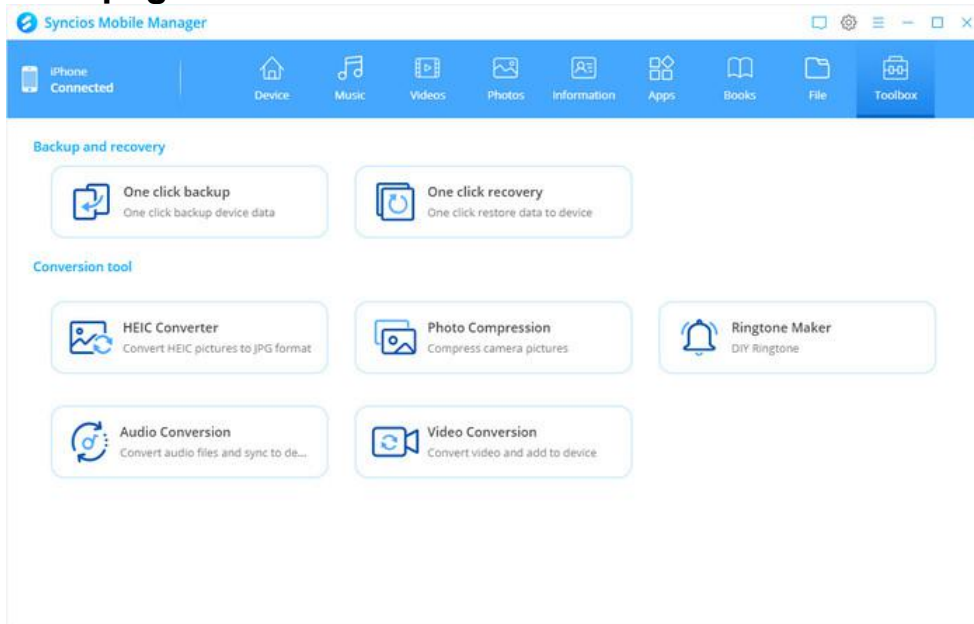 Syncios Mobile Manager
iPhone
Connected
Device
Music
Videos
Photos
Information
Apps
Books
File
Toolbox
Backup and recovery
One click backup
One click backup device data
One click recovery
One click restore data to device
Conversion tool
HEIC Converter
Convert HEIC pictures to JPG format
Photo Compression
Compress camera pictures
Ringtone Maker
DIY Ringtone
Audio Conversion
Convert audio files and sync to de...
Video Conversion
Convert video and add to device